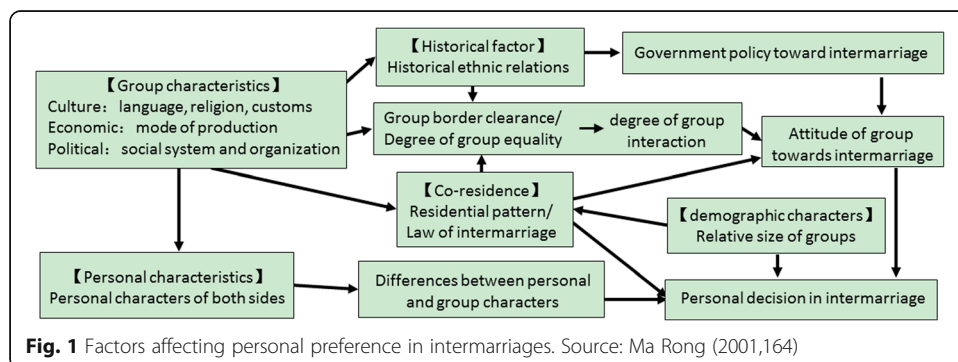 【Historical factor】
Historical ethnic relations
Government policy toward intermarriage
【Group characteristics】
Culture: language, religion, customs
Economic: mode of production
Political: social system and organization
Group border clearance/
Degree of group equality
degree of group
interaction
Attitude of group
towards intermarriage
【Co-residence】
Residential pattern/
Law of intermarriage
【demographic characters】
Relative size of groups
【Personal characteristics】
Personal characters of both sides
Differences between personal
and group characters
Personal decision in intermarriage
Fig. 1 Factors affecting personal preference in intermarriages. Source: Ma Rong (2001,164)